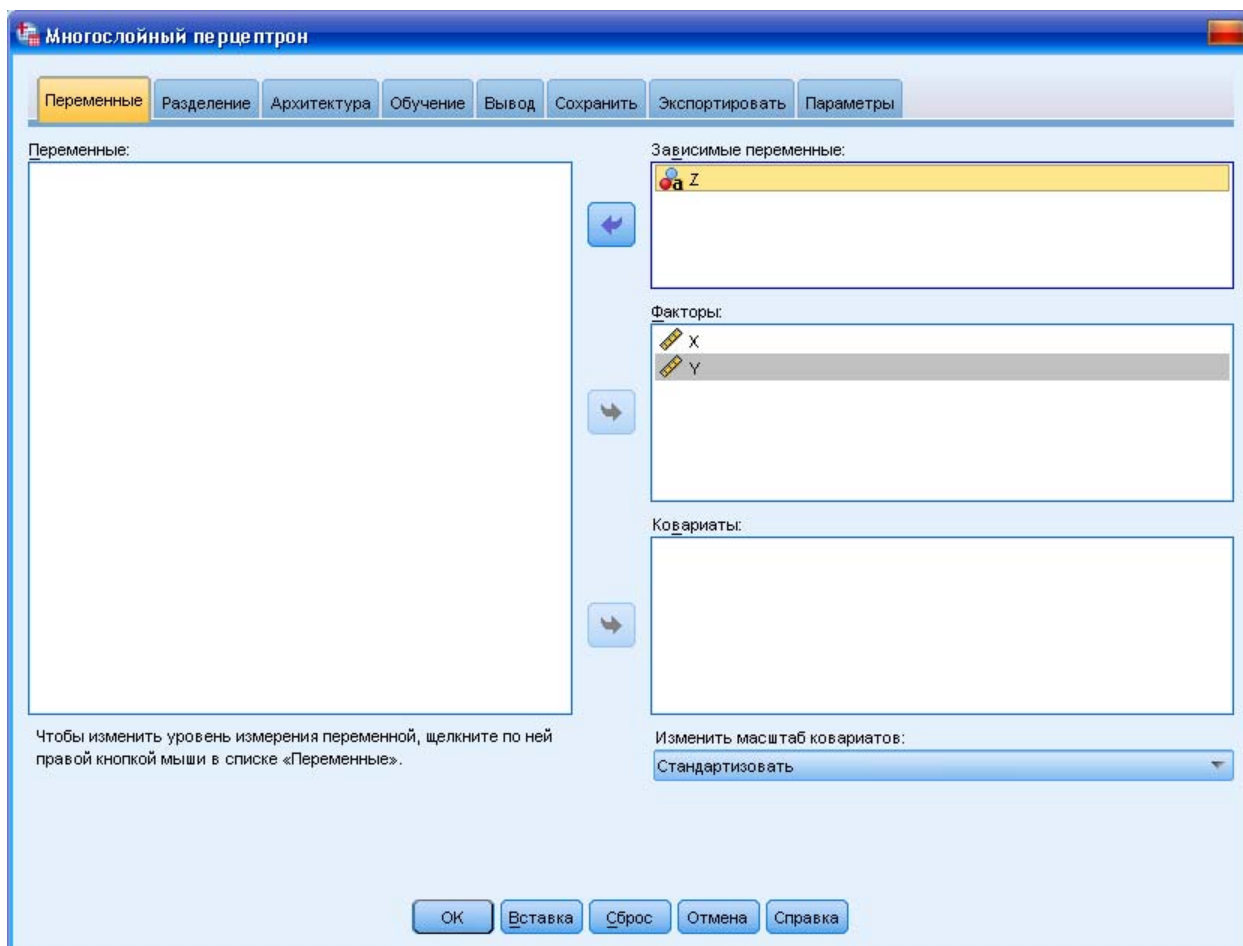 Многослойный перцептрон
Переменные Разделение Архитектура Обучение Вывод Сохранить Экспортировать Параметры
Переменные:
Зависимые переменные:
a Z
Факторы:
X
Y
Ковариаты:
Чтобы изменить уровень измерения переменной, щелкните по ней
правой кнопкой мыши в списке «Переменные».
Изменить масштаб ковариатов:
Стандартизовать
OK Вставка Сброс Отмена Справка